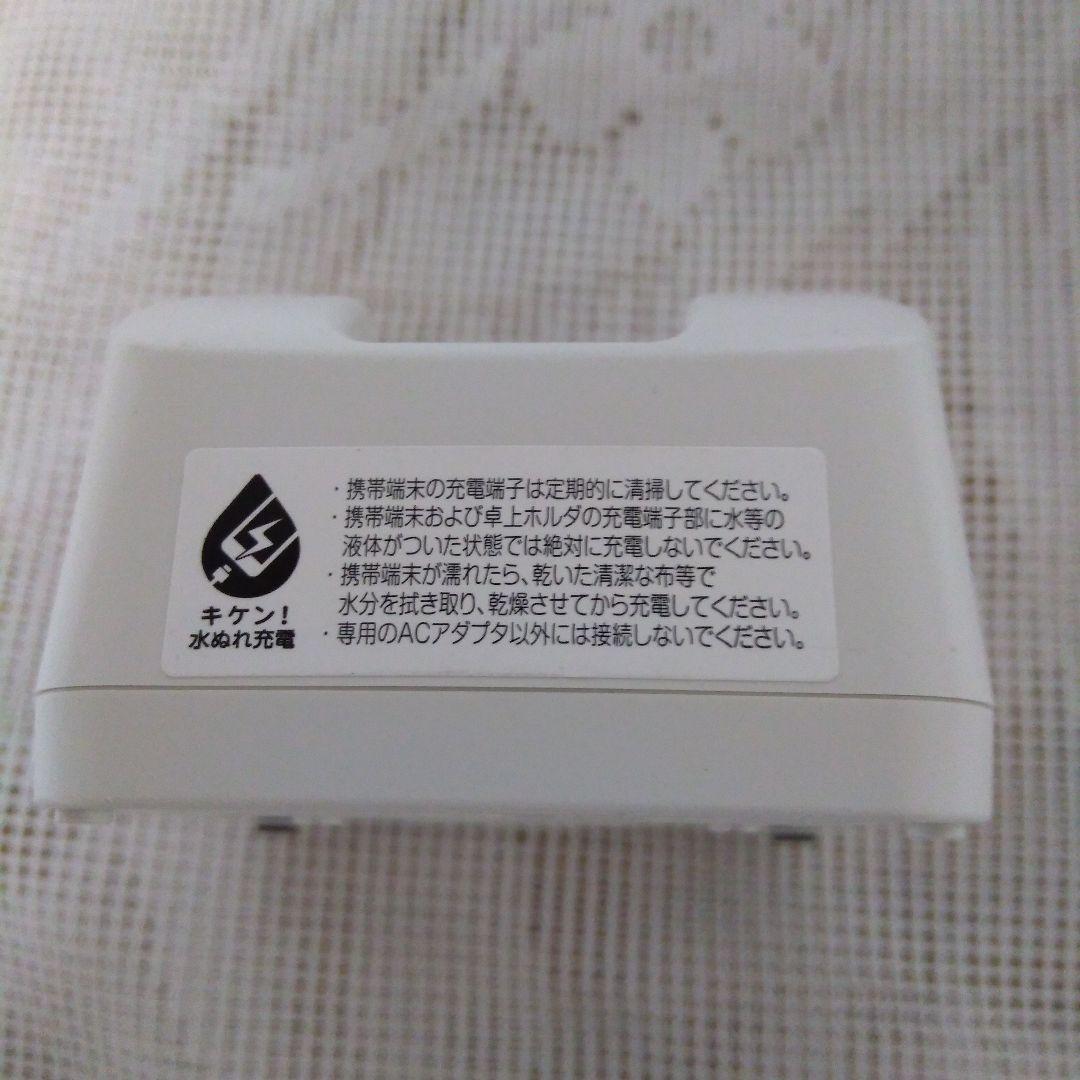 ・携帯端末の充電端子は定期的に清掃してください。
・携帯端末および卓上ホルダの充電端子部に水等の
液体がついた状態では絶対に充電しないでください。
・携帯端末が濡れたら、乾いた清潔な布等で
水分を拭き取り、乾燥させてから充電してください。
・専用のACアダプタ以外には接続しないでください。
キケン!
水ぬれ充電